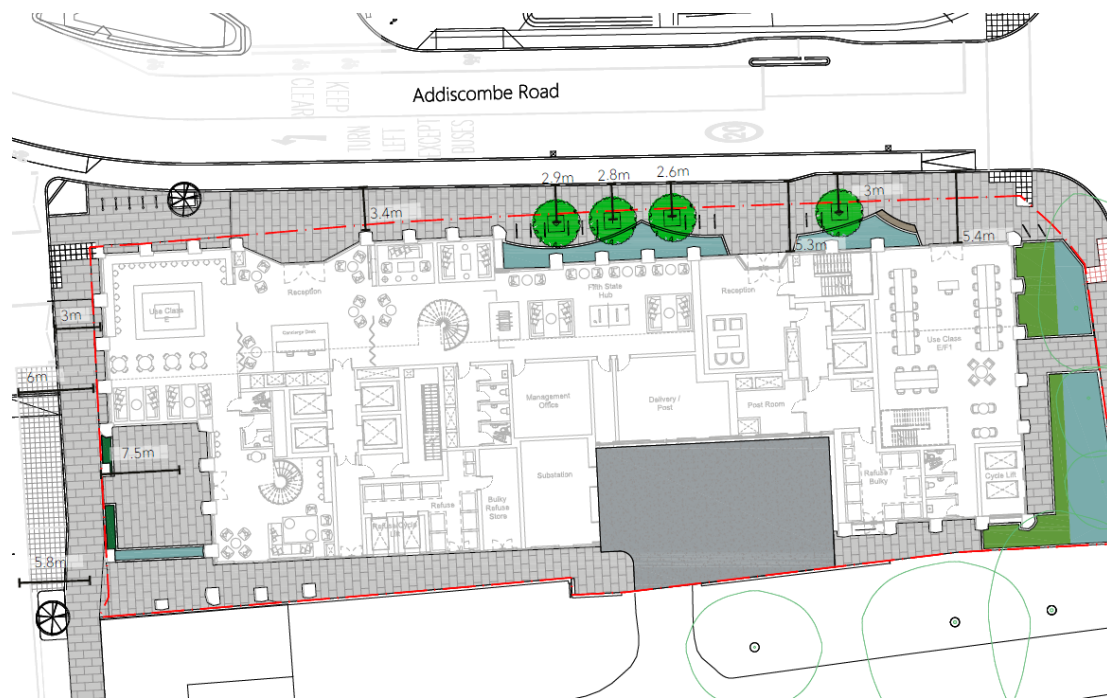 Addiscombe Road
KEEP
CLEAR
TURN
LEFT
EXCEPT
BUSES
2.9m
2.8m
2.6m
3m
3.4m
5.3m
5.4m
Reception
Fifth State
Hub
Reception
Use Class
E
Concierge Desk
Use Class
E/F1
3m
6m
Management
Office
Delivery /
Post
Post Room
7.5m
Substation
Refuse
Bulky
Refuse
Store
Refuse /
Bulky
Cycle Lift
5.8m